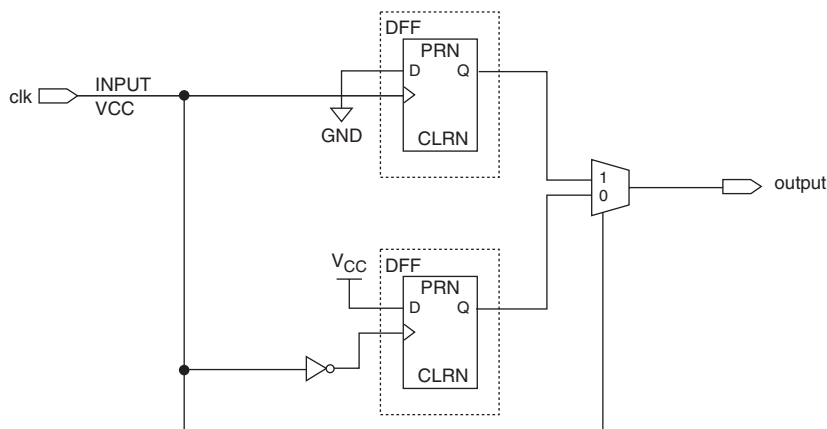 DFF
PRN
D
Q
clk
INPUT
VCC
GND
CLRN
1
0
output
VCC
DFF
PRN
D
Q
CLRN